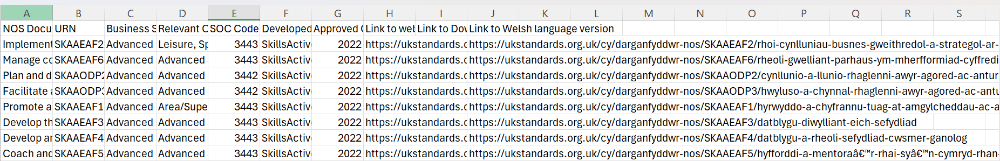 A B C D E F G H I J K L M N O P Q R S
NOS Docu URN Business S Relevant C SOC Code Developed Approved Link to wel Link to Dov Link to Welsh language version
Implement SKAAEAF2 Advanced Leisure, Sp 3443 SkillsActiv 2022 https://ukstandards.o https://ukstandards.org.uk/cy/darganfyddwr-nos/SKAAEAF2/rhoi-cynlluniau-busnes-gweithredol-a-strategol-ar-
Manage co SKAAEAF6 Advanced Advanced 3443 SkillsActiv 2022 https://ukstandards.o https://ukstandards.org.uk/cy/darganfyddwr-nos/SKAAEAF6/rheoli-gwelliant-parhaus-ym-mherfformiad-cyffredi
Plan and d SKAAODP2 Advanced Advanced 3442 SkillsActiv 2022 https://ukstandards.o https://ukstandards.org.uk/cy/darganfyddwr-nos/SKAAODP2/cynllunio-a-llunio-rhaglenni-awyr-agored-ac-antur
Facilitate a SKAAODP3 Advanced Advanced 3442 SkillsActiv 2022 https://ukstandards.o https://ukstandards.org.uk/cy/darganfyddwr-nos/SKAAODP3/hwyluso-a-chynnal-rhaglenni-awyr-agored-ac-antu
Promote a SKAAEAF1 Advanced Area/Supe 3443 SkillsActiv 2022 https://ukstandards.o https://ukstandards.org.uk/cy/darganfyddwr-nos/SKAAEAF1/hyrwyddo-a-chyfrannu-tuag-at-amgylcheddau-ac-a
Develop th SKAAEAF3 Advanced Advanced 3443 SkillsActiv 2022 https://ukstandards.o https://ukstandards.org.uk/cy/darganfyddwr-nos/SKAAEAF3/datblygu-diwylliant-eich-sefydliad
Develop an SKAAEAF4 Advanced Advanced 3443 SkillsActiv 2022 https://ukstandards.o https://ukstandards.org.uk/cy/darganfyddwr-nos/SKAAEAF4/datblygu-a-rheoli-sefydliad-cwsmer-ganolog
Coach and SKAAEAF5 Advanced Advanced 3443 SkillsActiv 2022 https://ukstandards.o https://ukstandards.org.uk/cy/darganfyddwr-nos/SKAAEAF5/hyfforddi-a-mentoraâ€™r-rhai-syâ€™n-cymryd-rhan-